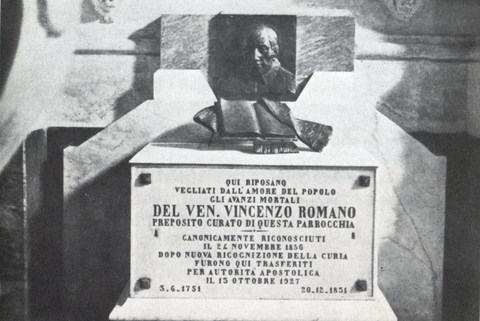 QUI RIPOSANO
VEGLIATI DALL'AMORE DEL POPOLO
GLI AVANZI MORTALI
DEL VEN. VINCENZO ROMANO
PREPOSITO CURATO DI QUESTA PARROCCHIA
CANONICAMENTE RICONOSCIUTI
IL 24 NOVEMBRE 1856
DOPO NUOVA RICOGNIZIONE DELLA CURIA
FURONO QUI TRASFERITI
PER AUTORITÀ APOSTOLICA
IL 13 OTTOBRE 1927
3.6.1751 20.12.1831